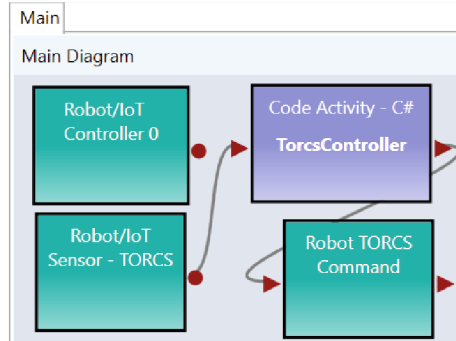 Main
Main Diagram
Robot/IoT
Controller 0
Code Activity - C#
TorcsController
Robot/IoT
Sensor - TORCS
Robot TORCS
Command